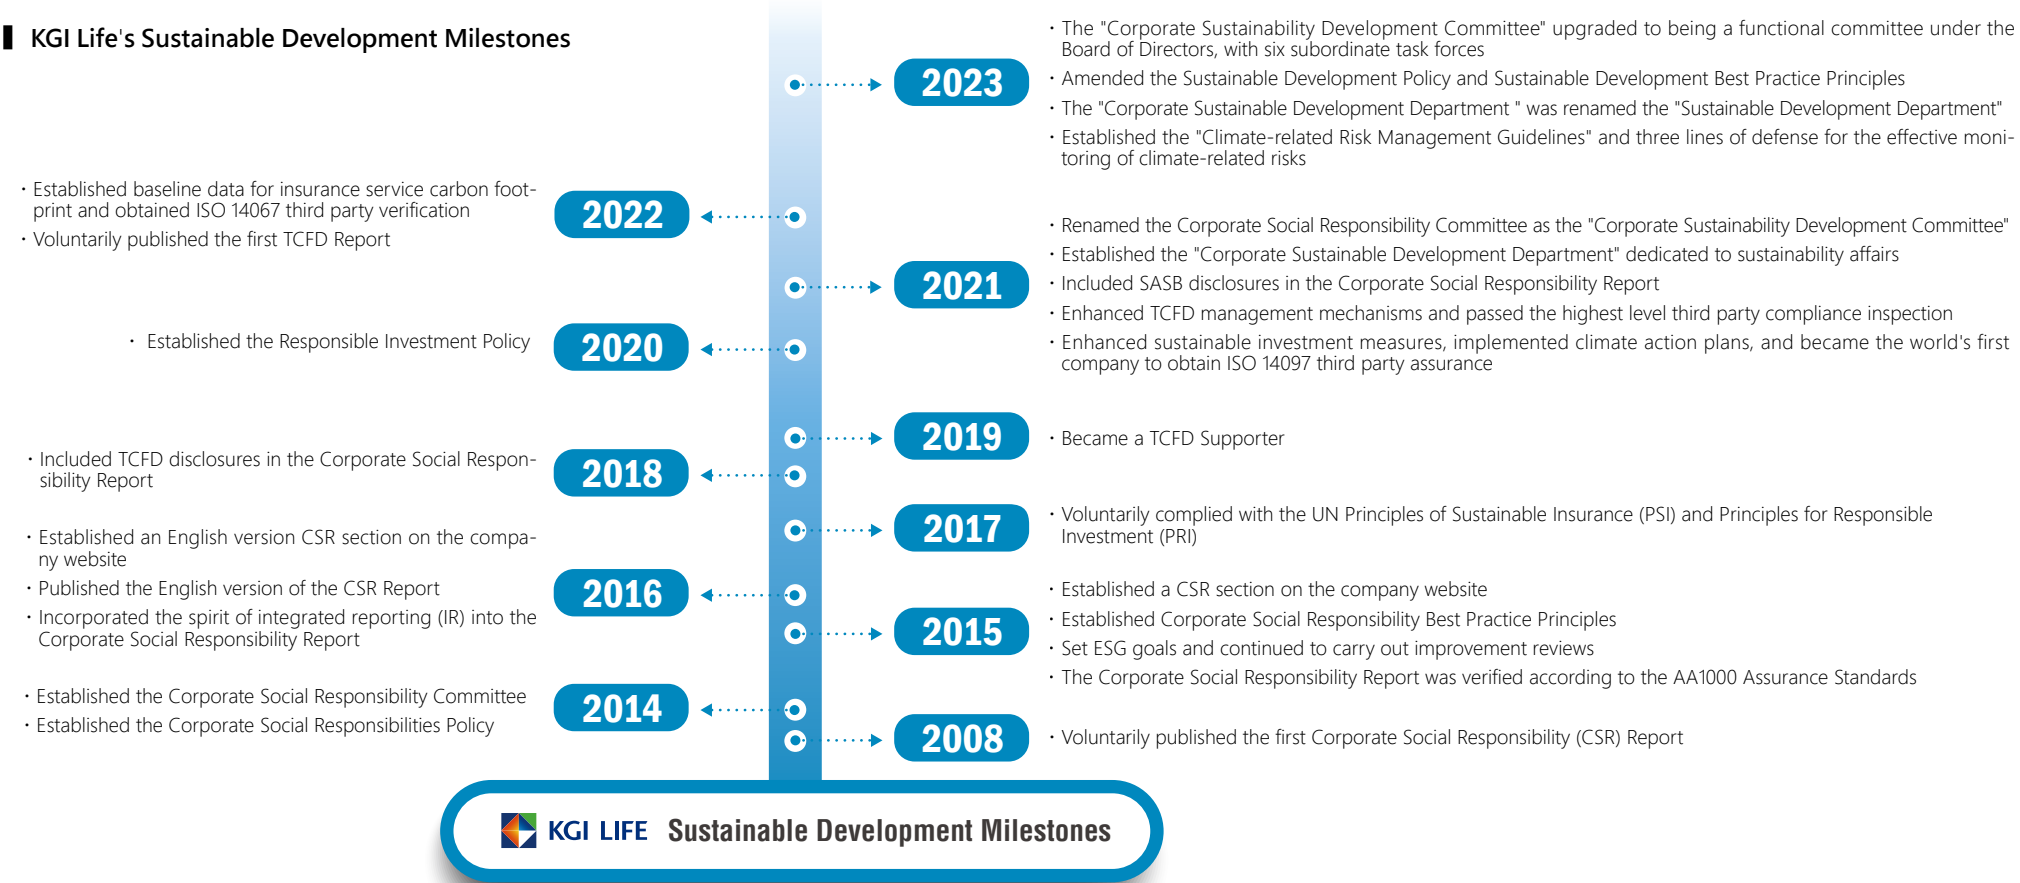 KGI Life's Sustainable Development Milestones
2023
· The "Corporate Sustainability Development Committee" upgraded to being a functional committee under the
Board of Directors, with six subordinate task forces
· Amended the Sustainable Development Policy and Sustainable Development Best Practice Principles
· The "Corporate Sustainable Development Department " was renamed the "Sustainable Development Department"
· Established the "Climate-related Risk Management Guidelines" and three lines of defense for the effective moni-
toring of climate-related risks
2022
· Established baseline data for insurance service carbon foot-
print and obtained ISO 14067 third party verification
· Voluntarily published the first TCFD Report
2021
· Renamed the Corporate Social Responsibility Committee as the "Corporate Sustainability Development Committee"
· Established the "Corporate Sustainable Development Department" dedicated to sustainability affairs
· Included SASB disclosures in the Corporate Social Responsibility Report
· Enhanced TCFD management mechanisms and passed the highest level third party compliance inspection
· Enhanced sustainable investment measures, implemented climate action plans, and became the world's first
company to obtain ISO 14097 third party assurance
2020
· Established the Responsible Investment Policy
2019
· Became a TCFD Supporter
2018
· Included TCFD disclosures in the Corporate Social Respon-
sibility Report
2017
· Voluntarily complied with the UN Principles of Sustainable Insurance (PSI) and Principles for Responsible
Investment (PRI)
2016
· Established an English version CSR section on the compa-
ny website
· Published the English version of the CSR Report
· Incorporated the spirit of integrated reporting (IR) into the
Corporate Social Responsibility Report
2015
· Established a CSR section on the company website
· Established Corporate Social Responsibility Best Practice Principles
· Set ESG goals and continued to carry out improvement reviews
· The Corporate Social Responsibility Report was verified according to the AA1000 Assurance Standards
2014
· Established the Corporate Social Responsibility Committee
· Established the Corporate Social Responsibilities Policy
2008
· Voluntarily published the first Corporate Social Responsibility (CSR) Report
KGI LIFE Sustainable Development Milestones